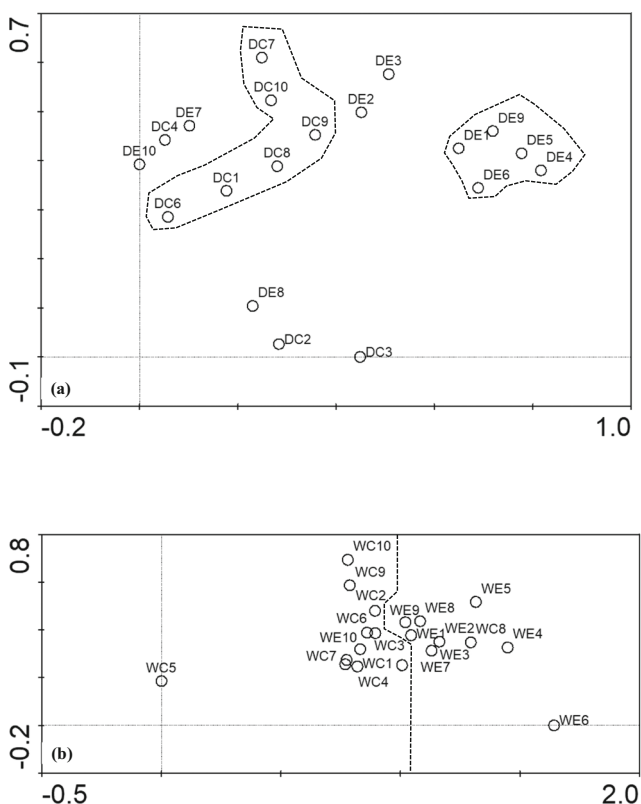 0.7
DC7
DE3
DC10
DE2
DE7
DC9
DE9
DC4
DE1
DE5
DE10
DC8
DE4
DC1
DE6
DC6
DE8
DC2
DC3
-0.1
(a)
-0.2
1.0
0.8
WC10
WC9
WE5
WC2
WE9 WE8
WC6
WE10 WC3 WE1 WE2 WC8 WE4
WC7 WC1 WE3
WC5 WE7
WC4
WE6
-0.2
(b)
-0.5
2.0